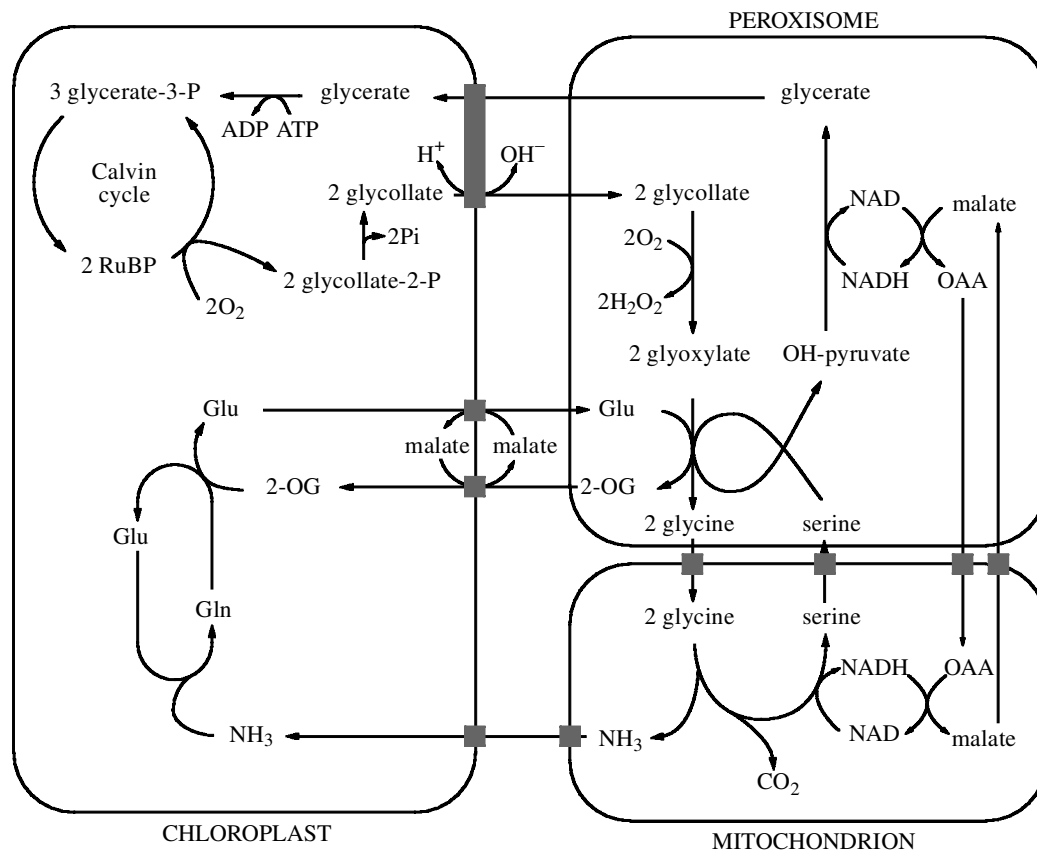 PEROXISOME
3 glycerate-3-P
glycerate
glycerate
ADP ATP
H⁺
OH⁻
Calvin
cycle
2 glycollate
2 glycollate
NAD
malate
2Pi
2O₂
2 RuBP
2 glycollate-2-P
NADH
OAA
2O₂
2H₂O₂
2 glyoxylate
OH-pyruvate
Glu
Glu
malate
malate
2-OG
2-OG
Glu
2 glycine
serine
Gln
2 glycine
serine
NADH
OAA
NH₃
NH₃
NAD
malate
CO₂
CHLOROPLAST
MITOCHONDRION